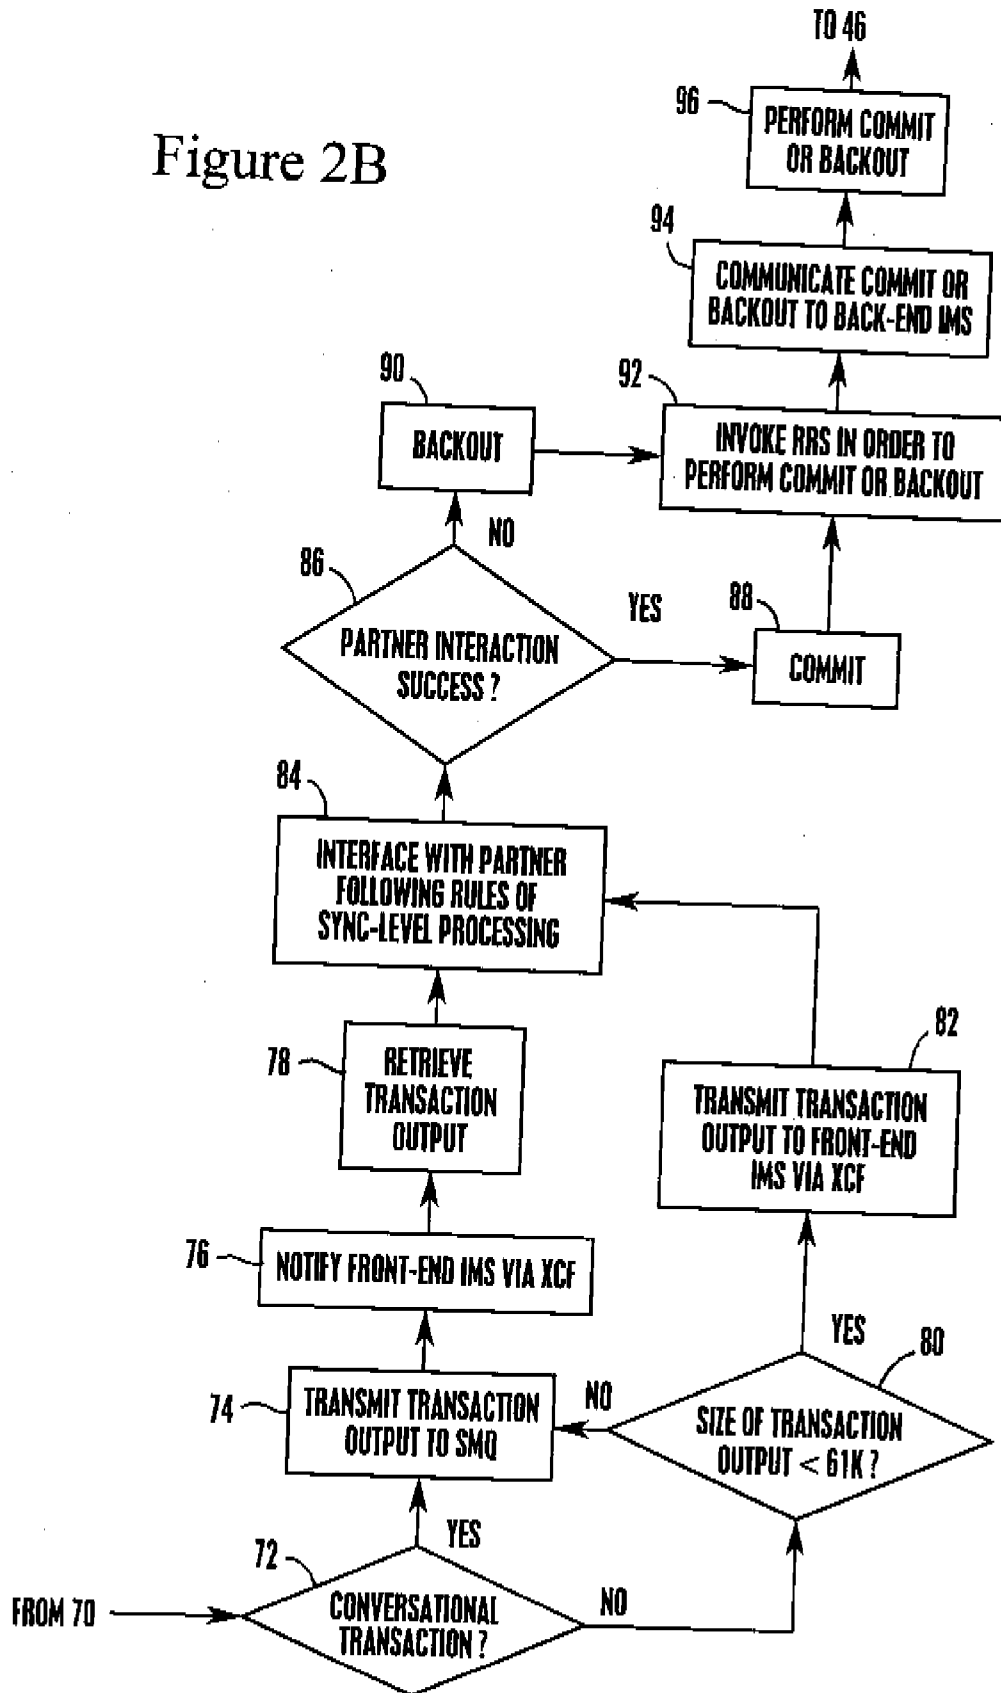 TO 46
96
PERFORM COMMIT
OR BACKOUT
Figure 2B
94
COMMUNICATE COMMIT OR
BACKOUT TO BACK-END IMS
90
BACKOUT
92
INVOKE RRS IN ORDER TO
PERFORM COMMIT OR BACKOUT
NO
86
PARTNER INTERACTION
SUCCESS ?
YES
88
COMMIT
84
INTERFACE WITH PARTNER
FOLLOWING RULES OF
SYNC-LEVEL PROCESSING
78
RETRIEVE
TRANSACTION
OUTPUT
82
TRANSMIT TRANSACTION
OUTPUT TO FRONT-END
IMS VIA XCF
76
NOTIFY FRONT-END IMS VIA XCF
YES
80
74
TRANSMIT TRANSACTION
OUTPUT TO SMQ
NO
SIZE OF TRANSACTION
OUTPUT < 61K ?
YES
72
FROM 70
CONVERSATIONAL
TRANSACTION ?
NO